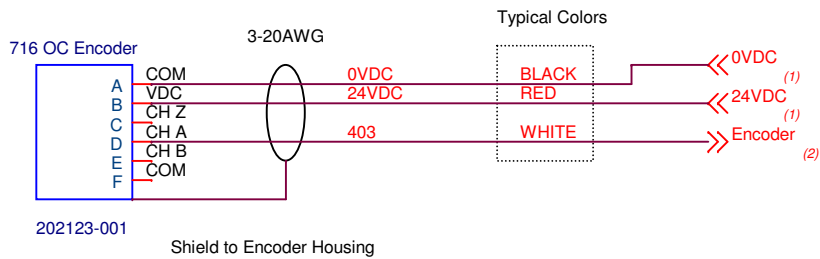 Typical Colors
3-20AWG
716 OC Encoder
A COM 0VDC BLACK 0VDC (1)
B VDC 24VDC RED 24VDC (1)
C CH Z
D CH A 403 WHITE Encoder (2)
E CH B
F COM
202123-001
Shield to Encoder Housing